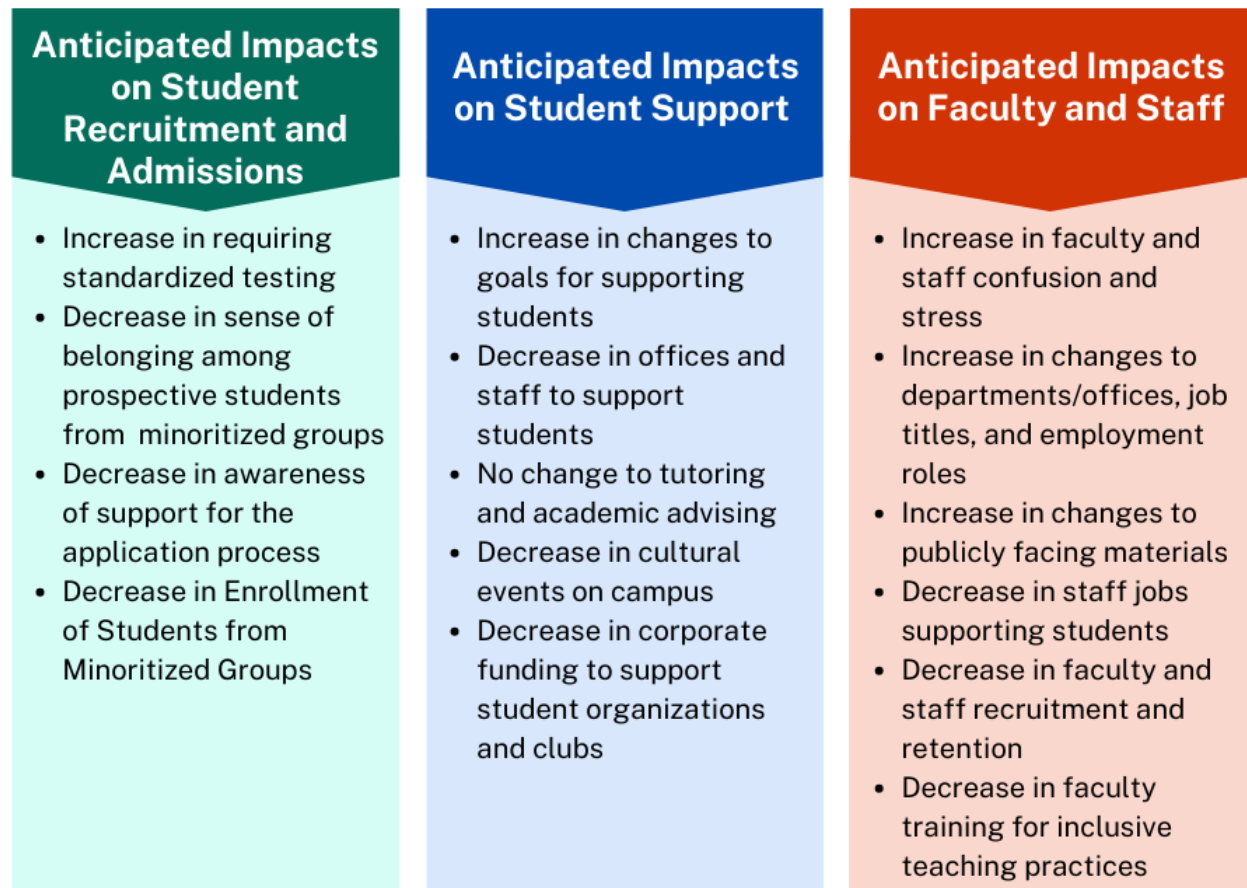 Anticipated Impacts
on Student
Recruitment and
Admissions
• Increase in requiring
standardized testing
• Decrease in sense of
belonging among
prospective students
from  minoritized groups
• Decrease in awareness
of support for the
application process
• Decrease in Enrollment
of Students from
Minoritized Groups
Anticipated Impacts
on Student Support
• Increase in changes to
goals for supporting
students
• Decrease in offices and
staff to support
students
• No change to tutoring
and academic advising
• Decrease in cultural
events on campus
• Decrease in corporate
funding to support
student organizations
and clubs
Anticipated Impacts
on Faculty and Staff
• Increase in faculty and
staff confusion and
stress
• Increase in changes to
departments/offices, job
titles, and employment
roles
• Increase in changes to
publicly facing materials
• Decrease in staff jobs
supporting students
• Decrease in faculty and
staff recruitment and
retention
• Decrease in faculty
training for inclusive
teaching practices